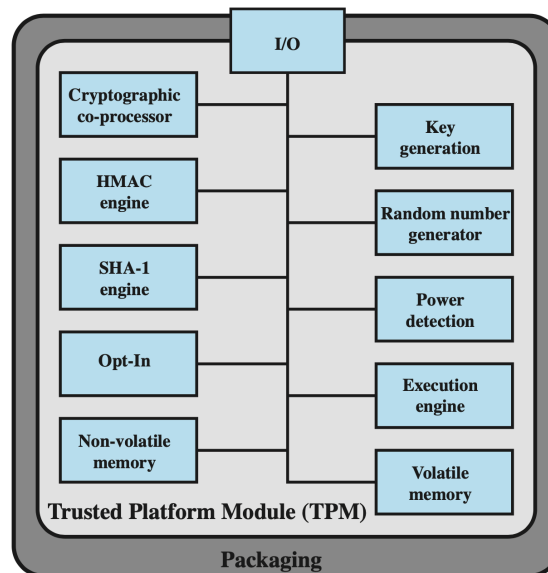 I/O
Cryptographic
co-processor
HMAC
engine
SHA-1
engine
Opt-In
Non-volatile
memory
Key
generation
Random number
generator
Power
detection
Execution
engine
Volatile
memory
Trusted Platform Module (TPM)
Packaging